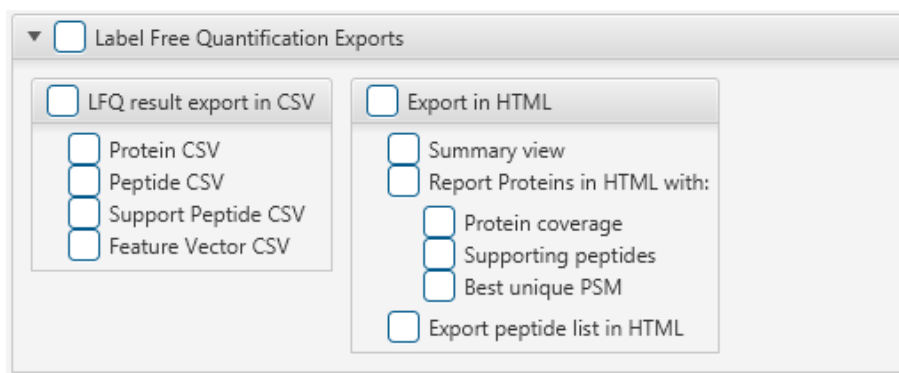 Label Free Quantification Exports
LFQ result export in CSV
Protein CSV
Peptide CSV
Support Peptide CSV
Feature Vector CSV
Export in HTML
Summary view
Report Proteins in HTML with:
Protein coverage
Supporting peptides
Best unique PSM
Export peptide list in HTML